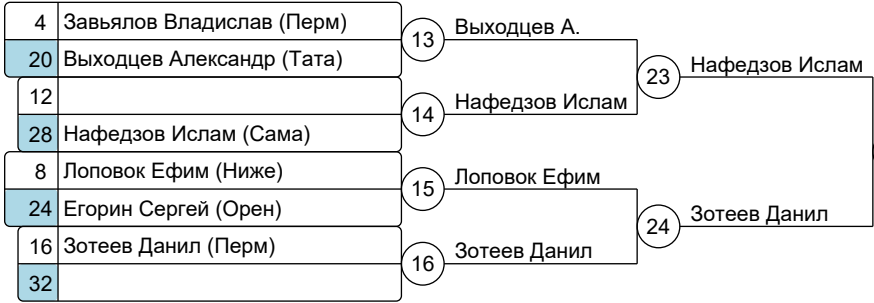 4 Завьялов Владислав (Перм)
20 Выходцев Александр (Тата)
12
28 Нафедзов Ислам (Сама)
8 Лоповок Ефим (Ниже)
24 Егорин Сергей (Орен)
16 Зотеев Данил (Перм)
32
13 Выходцев А.
14 Нафедзов Ислам
15 Лоповок Ефим
16 Зотеев Данил
23 Нафедзов Ислам
24 Зотеев Данил